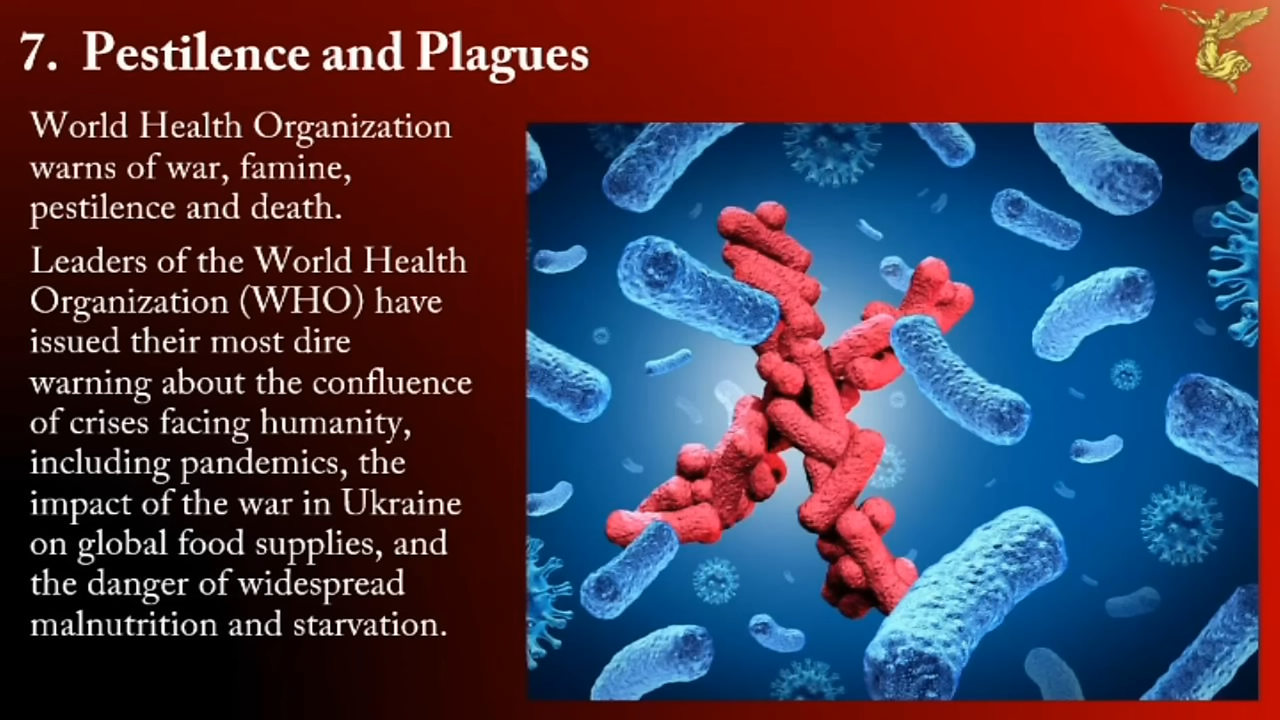 7. Pestilence and Plagues
World Health Organization
warns of war, famine,
pestilence and death.
Leaders of the World Health
Organization (WHO) have
issued their most dire
warning about the confluence
of crises facing humanity,
including pandemics, the
impact of the war in Ukraine
on global food supplies, and
the danger of widespread
malnutrition and starvation.